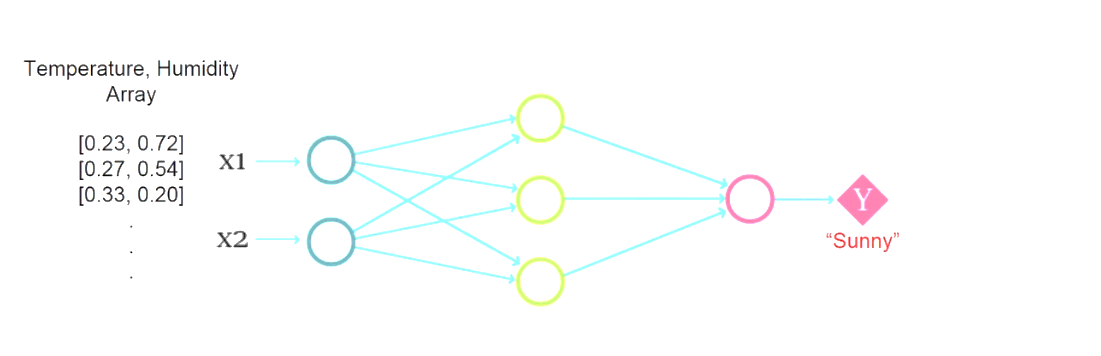 Temperature, Humidity
Array
[0.23, 0.72]
[0.27, 0.54]
[0.33, 0.20]
.
.
.
X1
X2
Y
“Sunny”